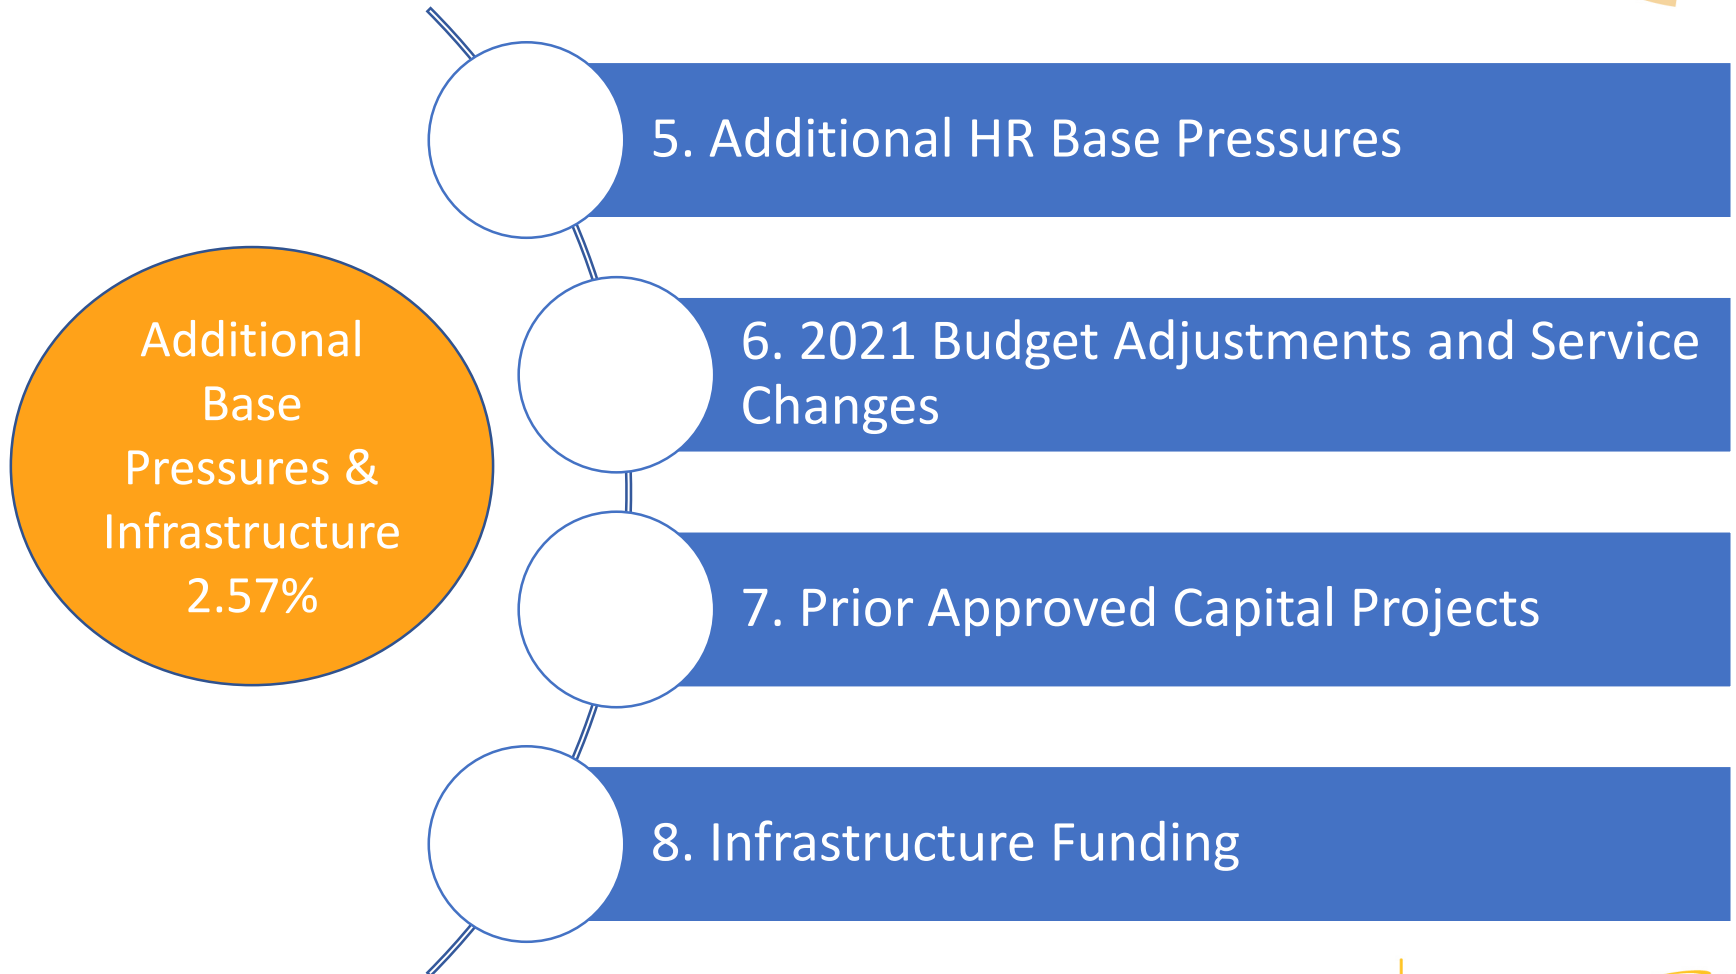 Additional
Base
Pressures &
Infrastructure
2.57%
5. Additional HR Base Pressures
6. 2021 Budget Adjustments and Service
Changes
7. Prior Approved Capital Projects
8. Infrastructure Funding